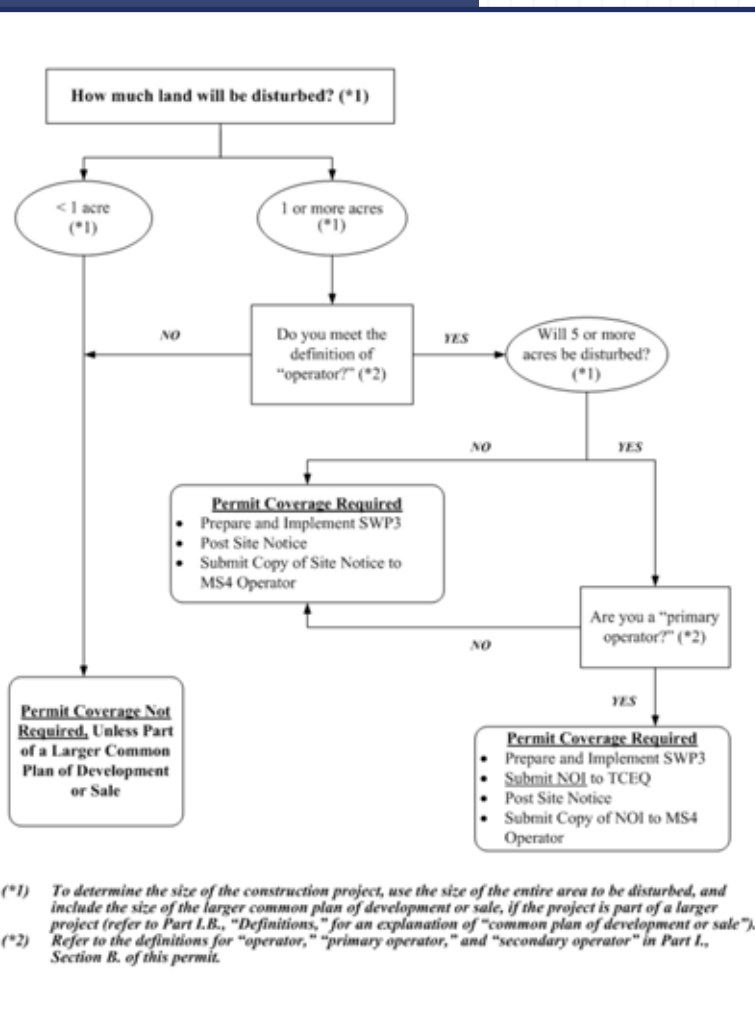 How much land will be disturbed? (*1)
< 1 acre
(*1)
1 or more acres
(*1)
NO
Do you meet the
definition of
"operator?" (*2)
YES
Will 5 or more
acres be disturbed?
(*1)
NO
YES
Permit Coverage Required
• Prepare and Implement SWP3
• Post Site Notice
• Submit Copy of Site Notice to
MS4 Operator
Are you a "primary
operator?" (*2)
NO
YES
Permit Coverage Not
Required, Unless Part
of a Larger Common
Plan of Development
or Sale
Permit Coverage Required
• Prepare and Implement SWP3
• Submit NOI to TCEQ
• Post Site Notice
• Submit Copy of NOI to MS4
Operator
(*1) To determine the size of the construction project, use the size of the entire area to be disturbed, and
include the size of the larger common plan of development or sale, if the project is part of a larger
project (refer to Part I.B., "Definitions," for an explanation of "common plan of development or sale").
(*2) Refer to the definitions for "operator," "primary operator," and "secondary operator" in Part I.,
Section B. of this permit.